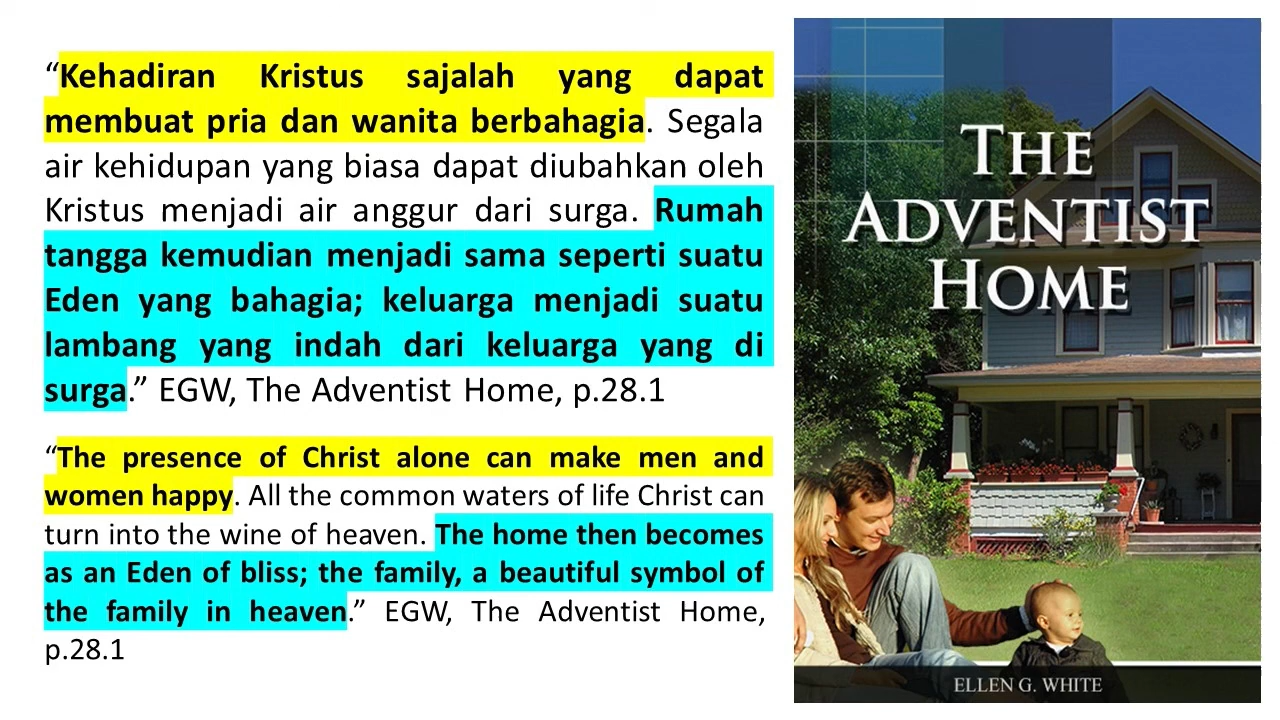 “Kehadiran Kristus sajalah yang dapat
membuat pria dan wanita berbahagia. Segala
air kehidupan yang biasa dapat diubahkan oleh
Kristus menjadi air anggur dari surga. Rumah
tangga kemudian menjadi sama seperti suatu
Eden yang bahagia; keluarga menjadi suatu
lambang yang indah dari keluarga yang di
surga.” EGW, The Adventist Home, p.28.1
“The presence of Christ alone can make men and
women happy. All the common waters of life Christ can
turn into the wine of heaven. The home then becomes
as an Eden of bliss; the family, a beautiful symbol of
the family in heaven.” EGW, The Adventist Home,
p.28.1
THE
ADVENTIST
HOME
ELLEN G. WHITE